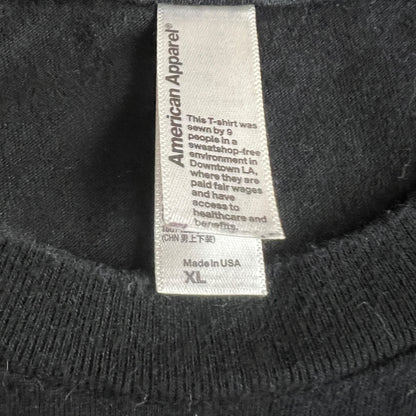 American Apparel®
This T-shirt was
sewn by 9
people in a
sweatshop-free
environment in
Downtown LA,
where they are
paid fair wages
and have
access to
healthcare and
benefits.
(CHN 男上下装)
Made in USA
XL